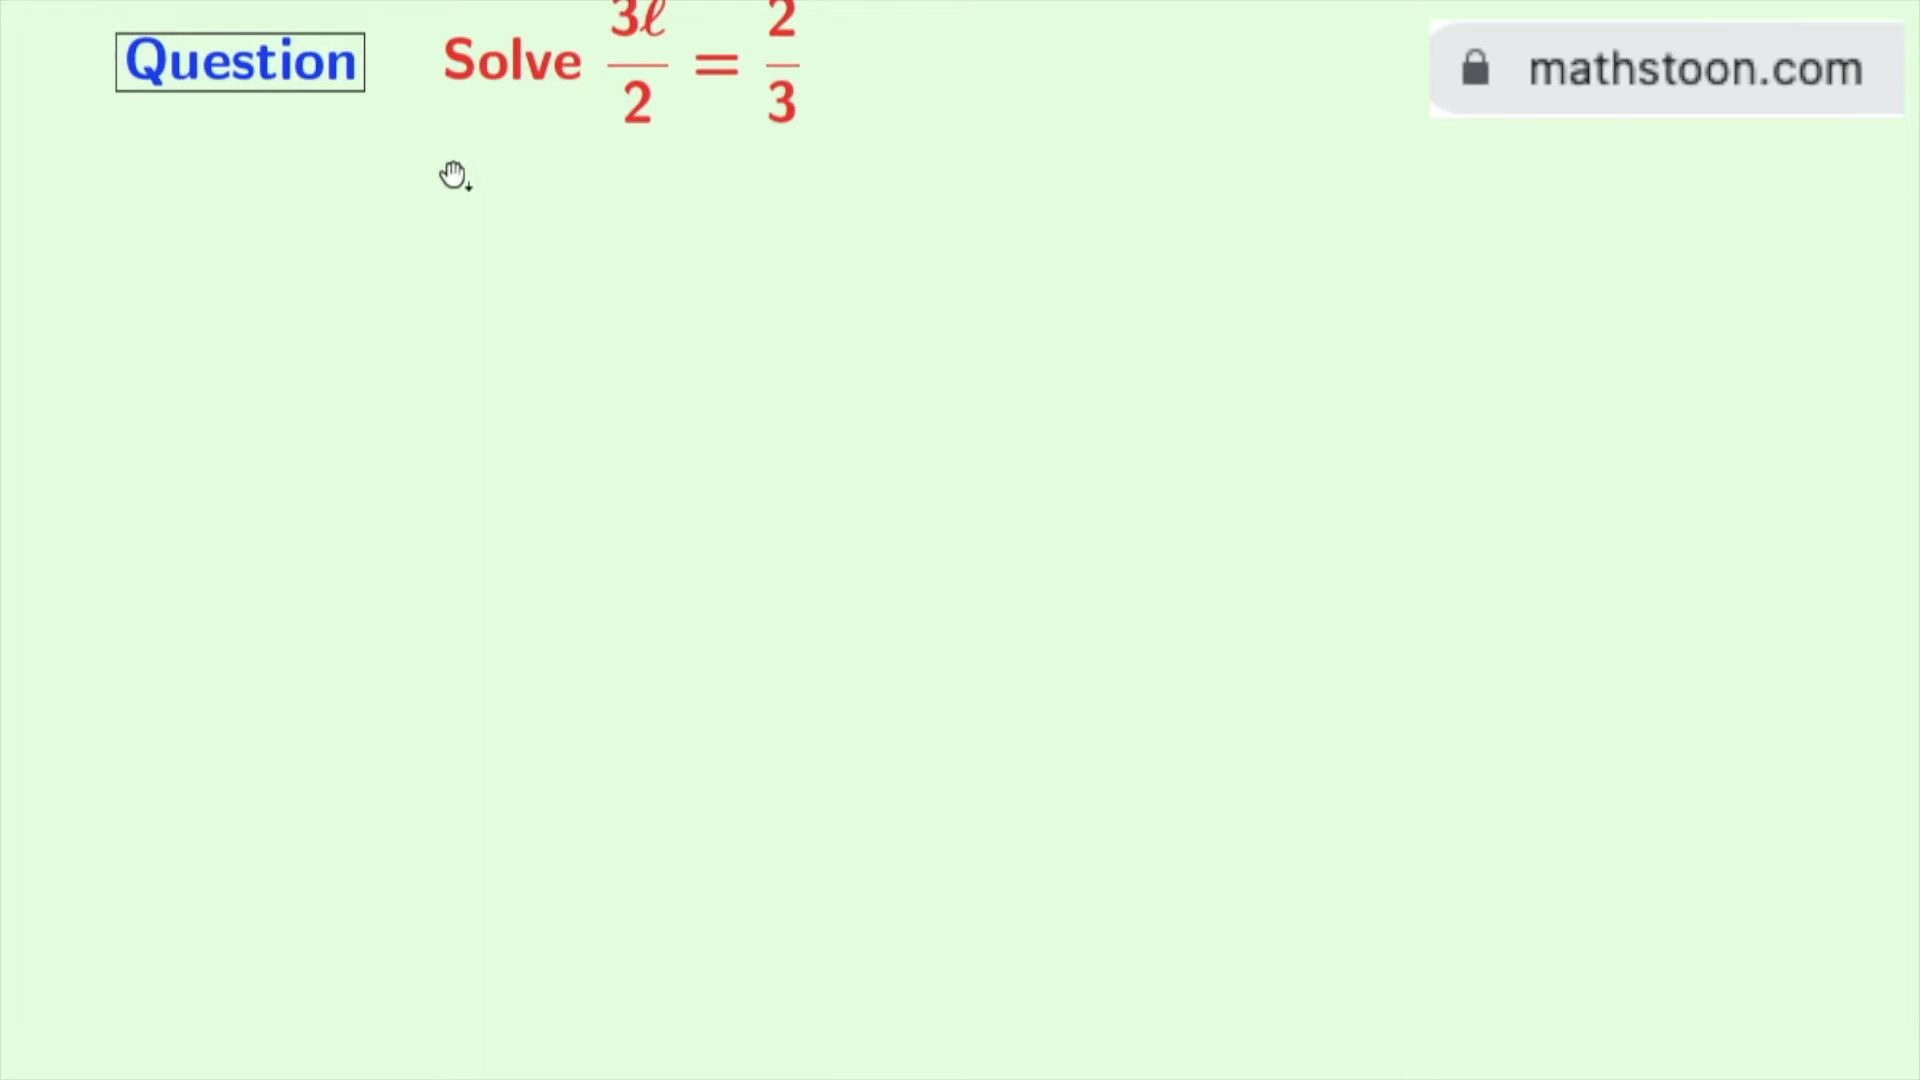 Question Solve 3ℓ/2 = 2/3
mathstoon.com